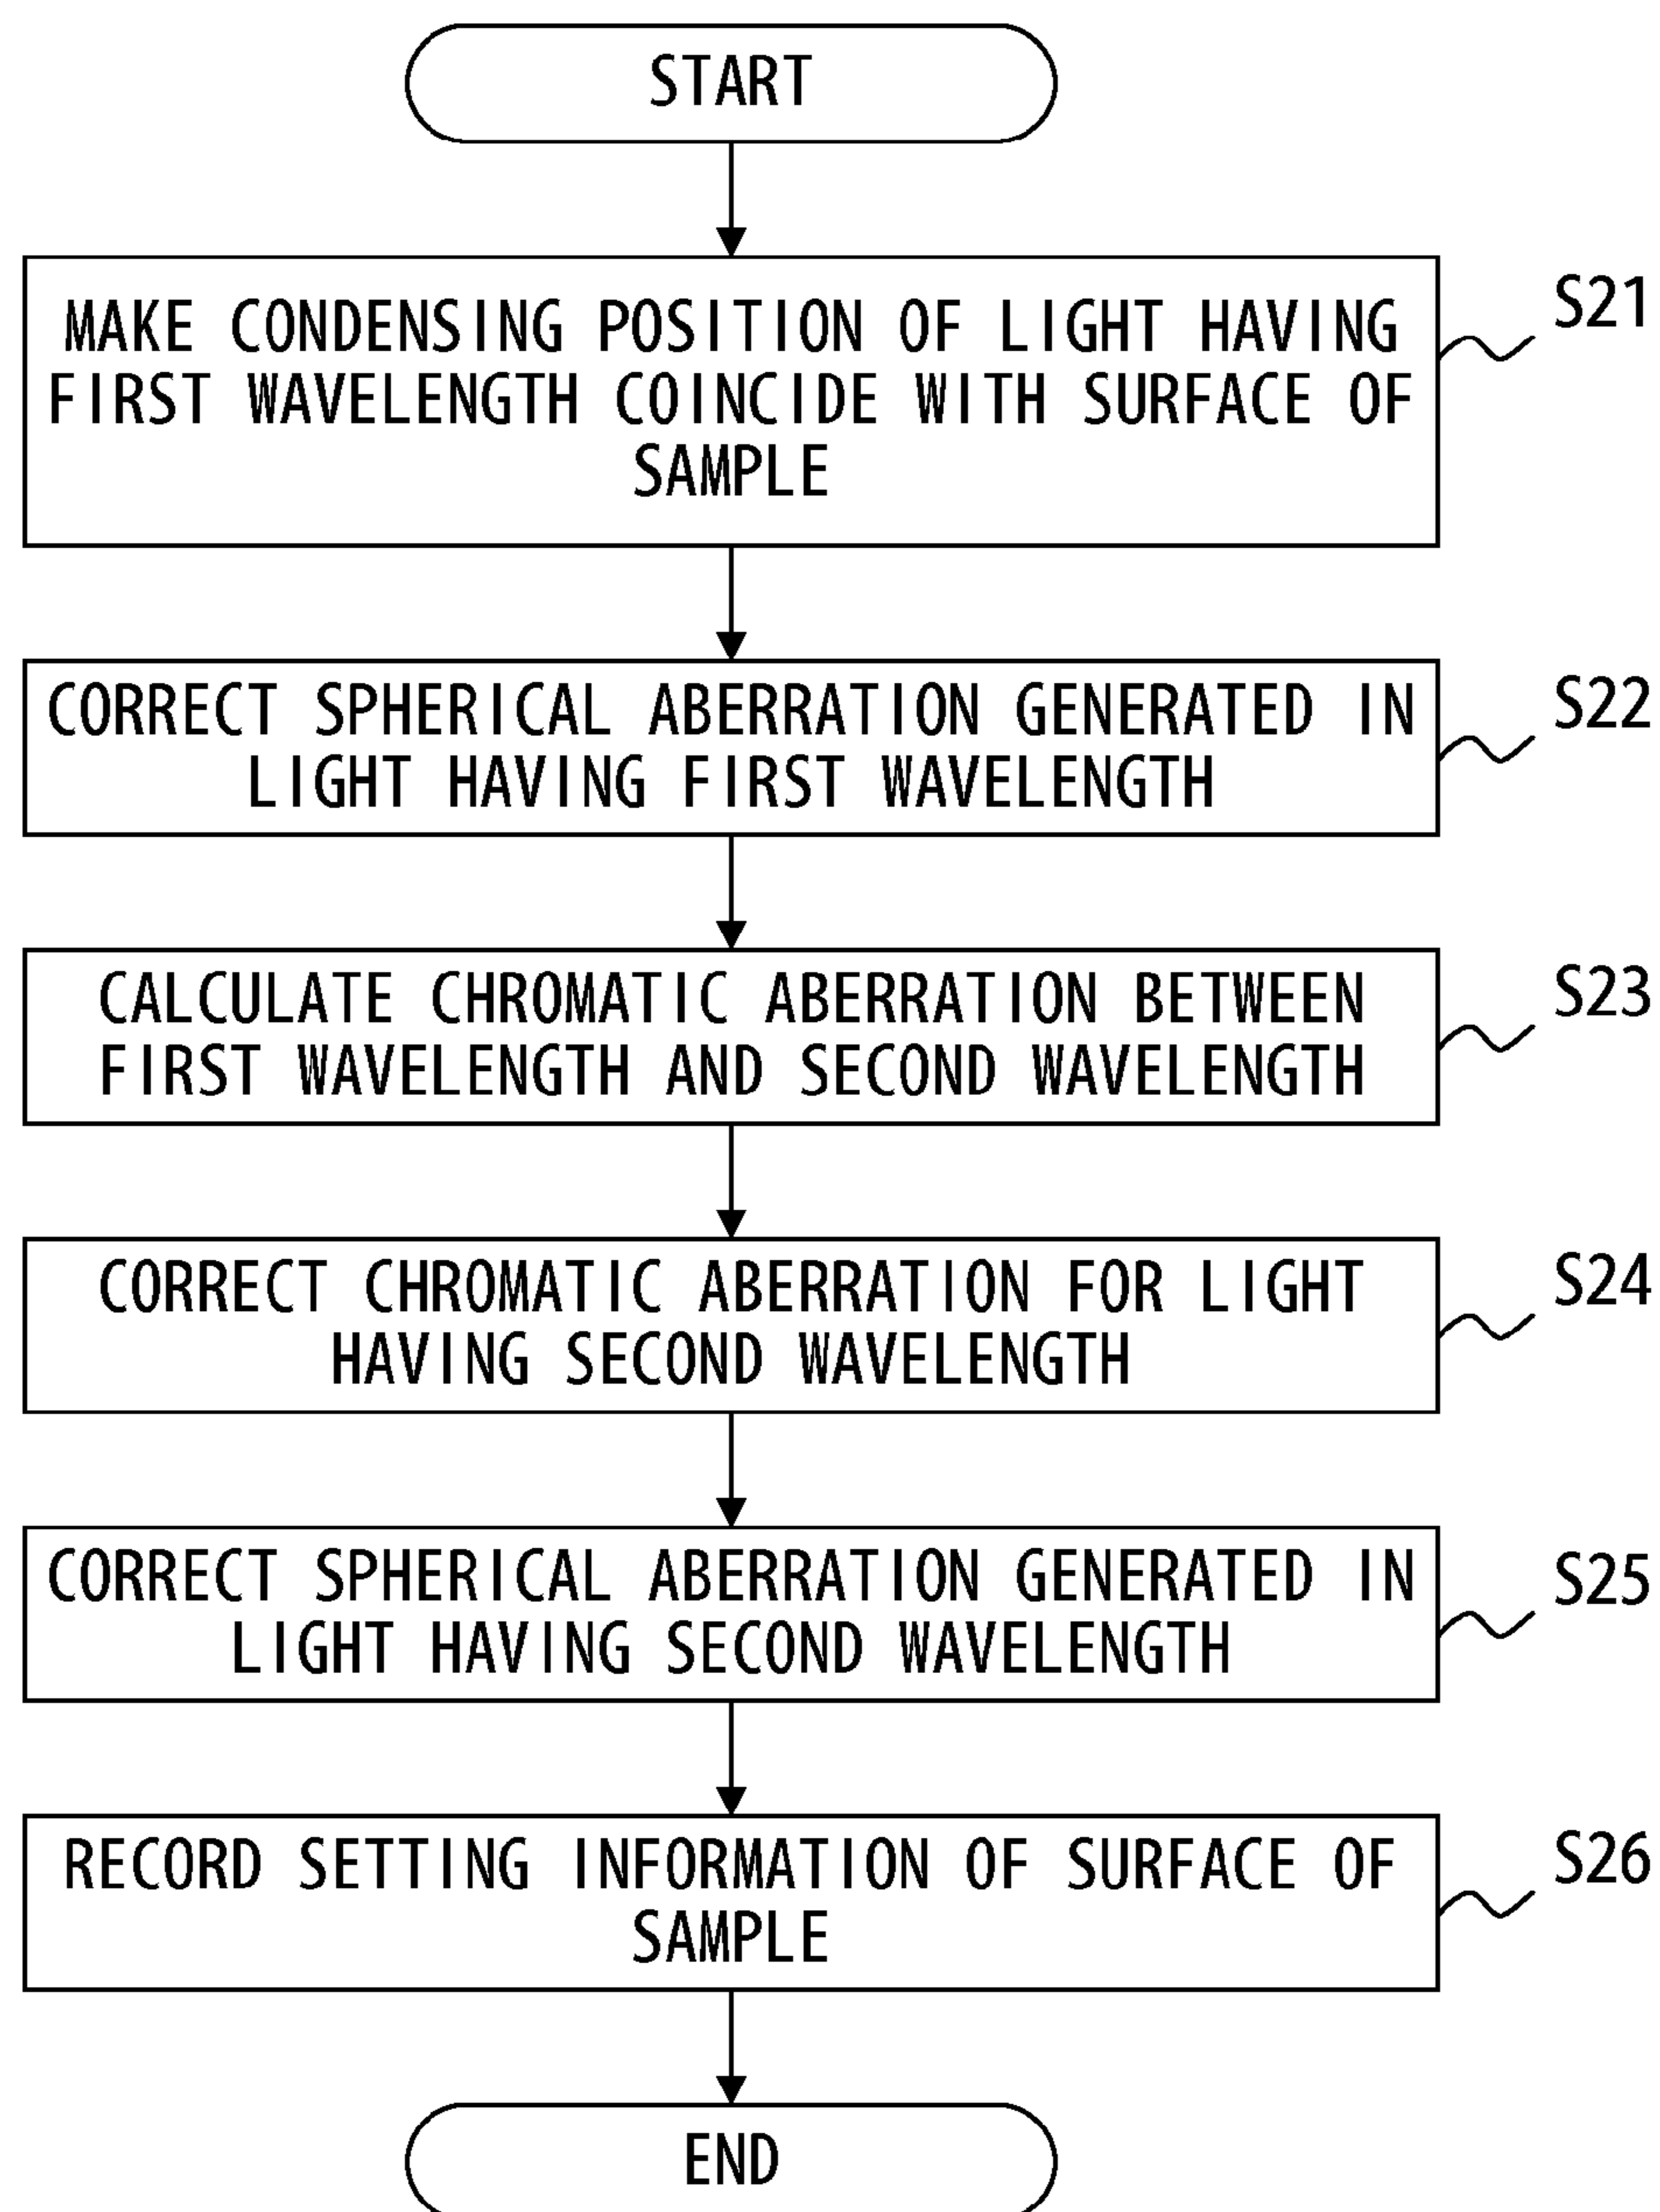 START
MAKE CONDENSING POSITION OF LIGHT HAVING
FIRST WAVELENGTH COINCIDE WITH SURFACE OF
SAMPLE
S21
CORRECT SPHERICAL ABERRATION GENERATED IN
LIGHT HAVING FIRST WAVELENGTH
S22
CALCULATE CHROMATIC ABERRATION BETWEEN
FIRST WAVELENGTH AND SECOND WAVELENGTH
S23
CORRECT CHROMATIC ABERRATION FOR LIGHT
HAVING SECOND WAVELENGTH
S24
CORRECT SPHERICAL ABERRATION GENERATED IN
LIGHT HAVING SECOND WAVELENGTH
S25
RECORD SETTING INFORMATION OF SURFACE OF
SAMPLE
S26
END